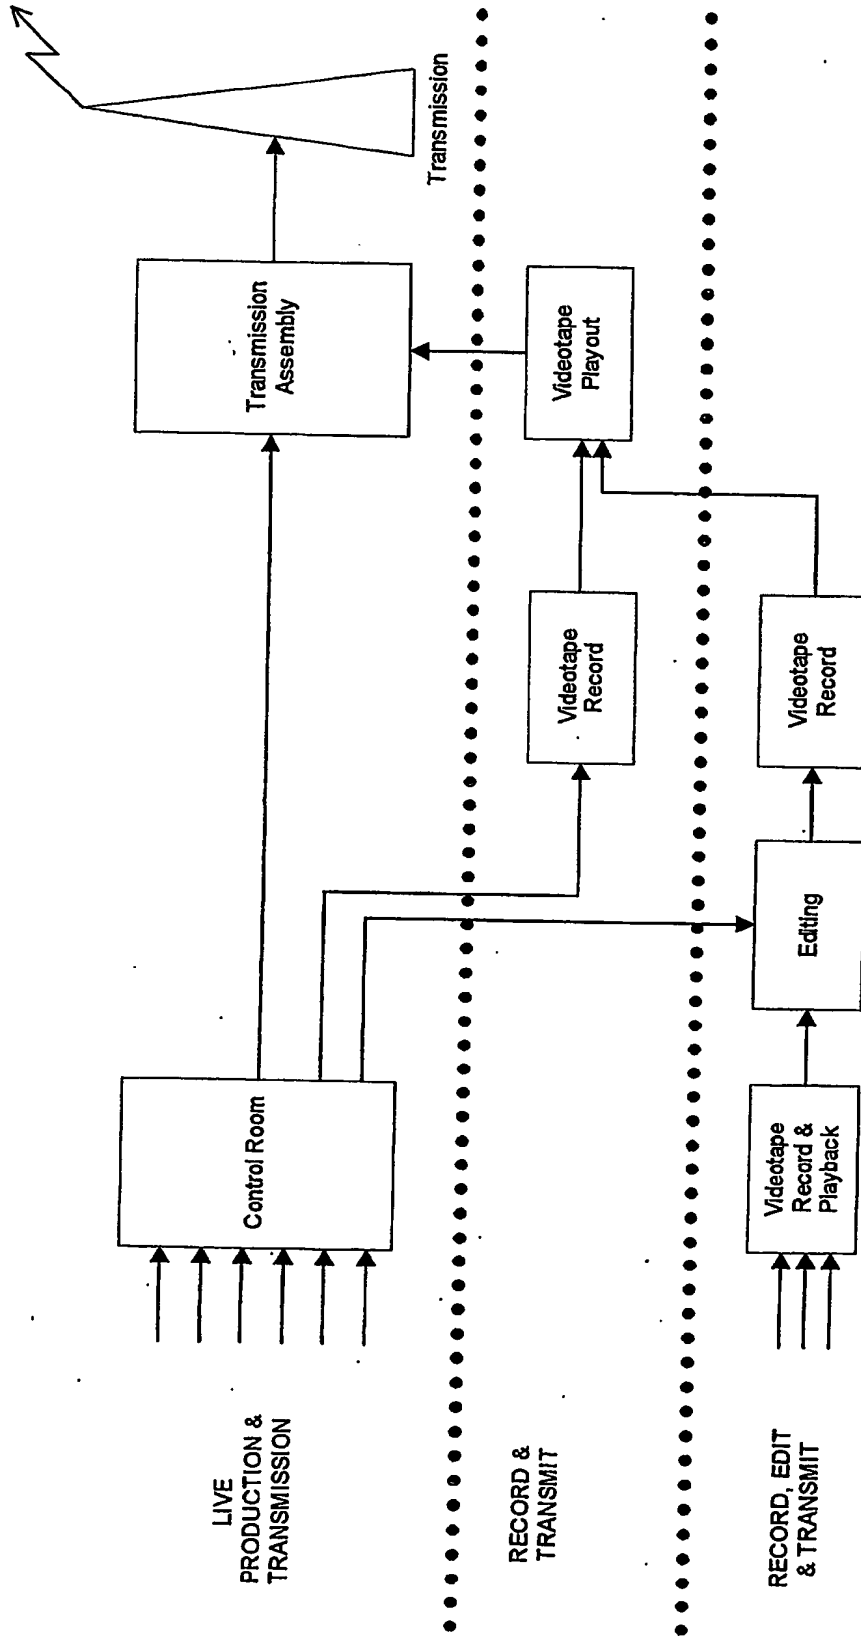 LIVE
PRODUCTION &
TRANSMISSION
Control Room
Transmission
Assembly
Transmission
RECORD &
TRANSMIT
Videotape
Record
Videotape
Playout
RECORD, EDIT
& TRANSMIT
Videotape
Record &
Playback
Editing
Videotape
Record